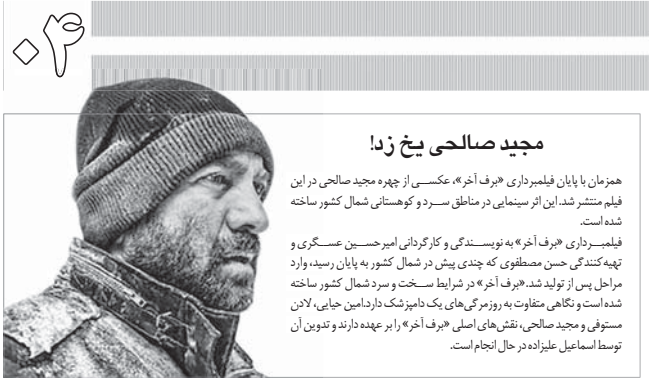 ۰۴
مجید صالحی یخ زد!
همزمان با پایان فیلمبرداری «برف آخر»، عکسی از چهره مجید صالحی در این
فیلم منتشر شد. این اثر سینمایی در مناطق سرد و کوهستانی شمال کشور ساخته
شده است.
فیلمبرداری «برف آخر» به نویسندگی و کارگردانی امیرحسین عسگری و
تهیه‌کنندگی حسن مصطفوی که چندی پیش در شمال کشور به پایان رسید، وارد
مراحل پس از تولید شد. «برف آخر» در شرایط سخت و سرد شمال کشور ساخته
شده است و نگاهی متفاوت به روزمرگی‌های یک دامپزشک دارد. امین حیایی، لادن
مستوفی و مجید صالحی، نقش‌های اصلی «برف آخر» را بر عهده دارند و تدوین آن
توسط اسماعیل علیزاده در حال انجام است.